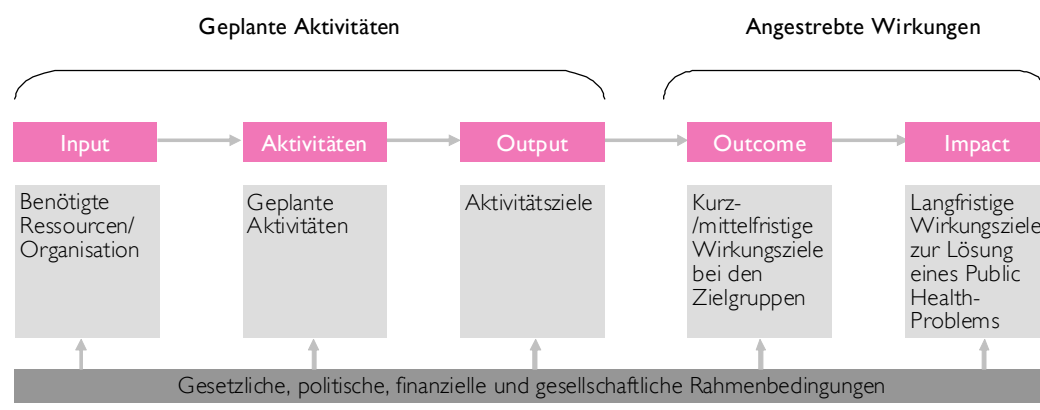 Geplante Aktivitäten
Angestrebte Wirkungen
Input
Aktivitäten
Output
Outcome
Impact
Benötigte
Ressourcen/
Organisation
Geplante
Aktivitäten
Aktivitätsziele
Kurz-
/mittelfristige
Wirkungsziele
bei den
Zielgruppen
Langfristige
Wirkungsziele
zur Lösung
eines Public
Health-
Problems
Gesetzliche, politische, finanzielle und gesellschaftliche Rahmenbedingungen